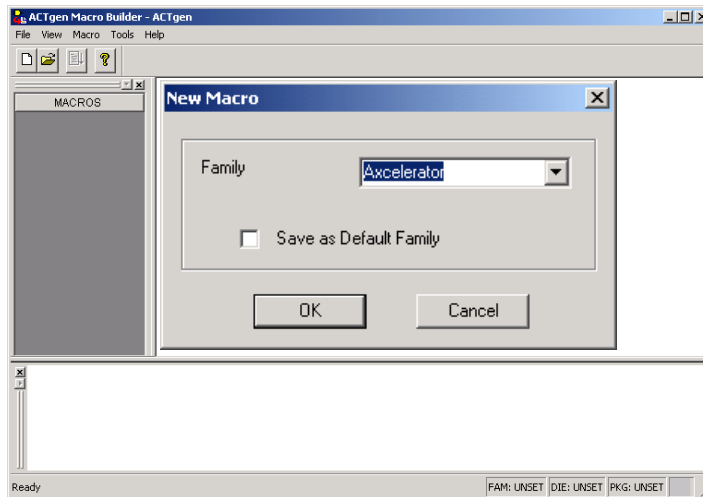 ACTgen Macro Builder - ACTgen
File View Macro Tools Help
MACROS
New Macro
Family
Axcelerator
Save as Default Family
OK Cancel
Ready
FAM: UNSET DIE: UNSET PKG: UNSET